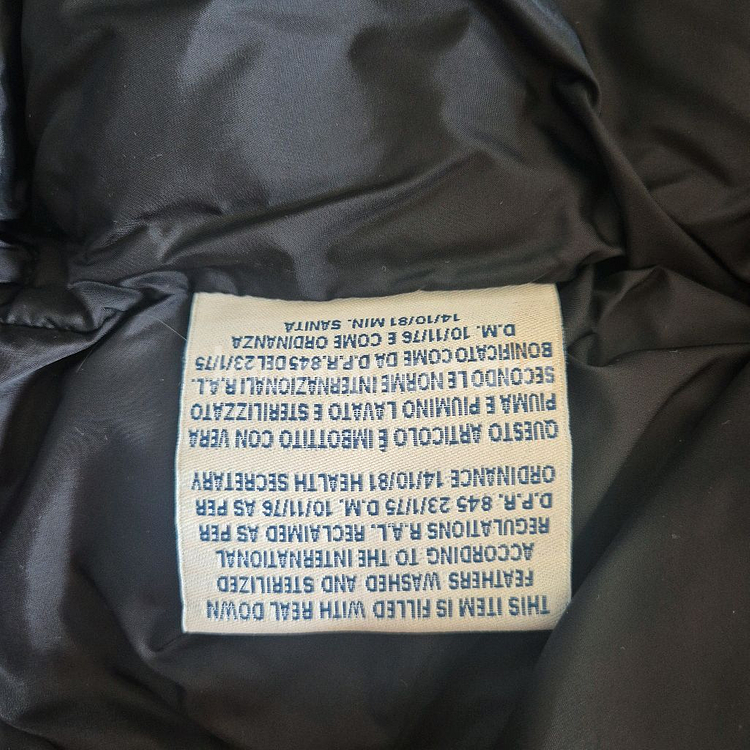 THIS ITEM IS FILLED WITH REAL DOWN
FEATHERS WASHED AND STERILIZED
ACCORDING TO THE INTERNATIONAL
REGULATIONS R.A.L. RECLAIMED AS PER
D.P.R. 845 23/1/75 D.M. 10/11/76 AS PER
ORDINANCE 14/10/81 HEALTH SECRETARY
QUESTO ARTICOLO È IMBOTTITO CON VERA
PIUMA E PIUMINO LAVATO E STERILIZZATO
SECONDO LE NORME INTERNAZIONALI R.A.L.
BONIFICATO COME DA D.P.R. 845 DEL 23/1/75
D.M. 10/11/76 E COME ORDINANZA
14/10/81 MIN. SANITA